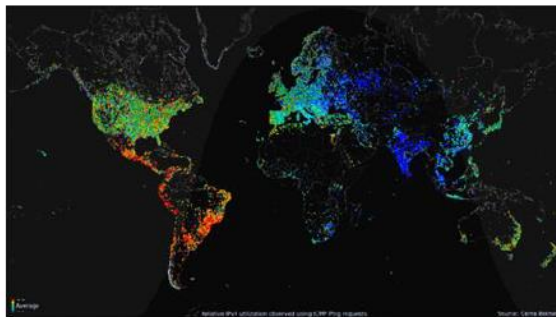 Average
Relative IPv4 utilization observed using ICMP Ping requests
Source: Carna Botnet